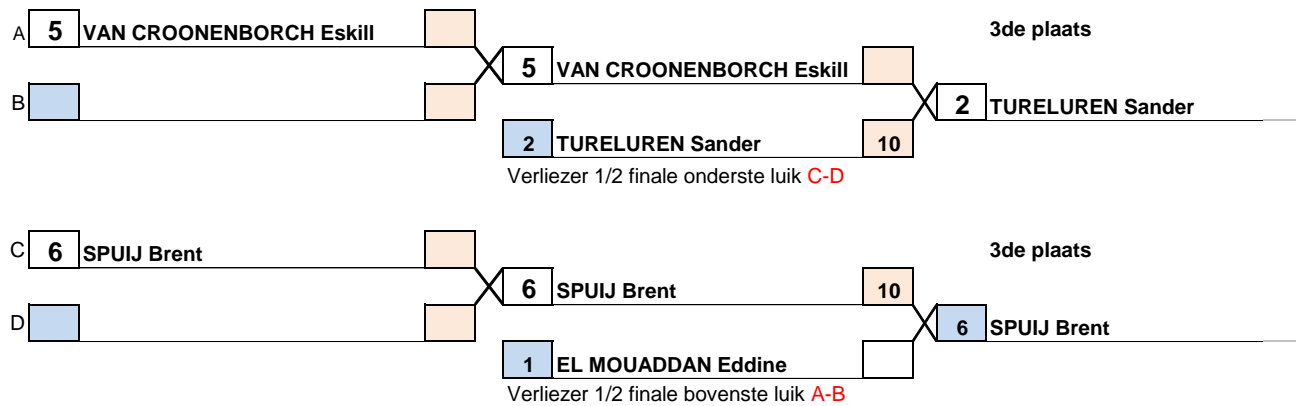 A 5 VAN CROONENBORCH Eskill
3de plaats
5 VAN CROONENBORCH Eskill
B
2 TURELUREN Sander
2 TURELUREN Sander 10
Verliezer 1/2 finale onderste luik C-D
C 6 SPUIJ Brent
3de plaats
6 SPUIJ Brent 10
D
6 SPUIJ Brent
1 EL MOUADDAN Eddine
Verliezer 1/2 finale bovenste luik A-B